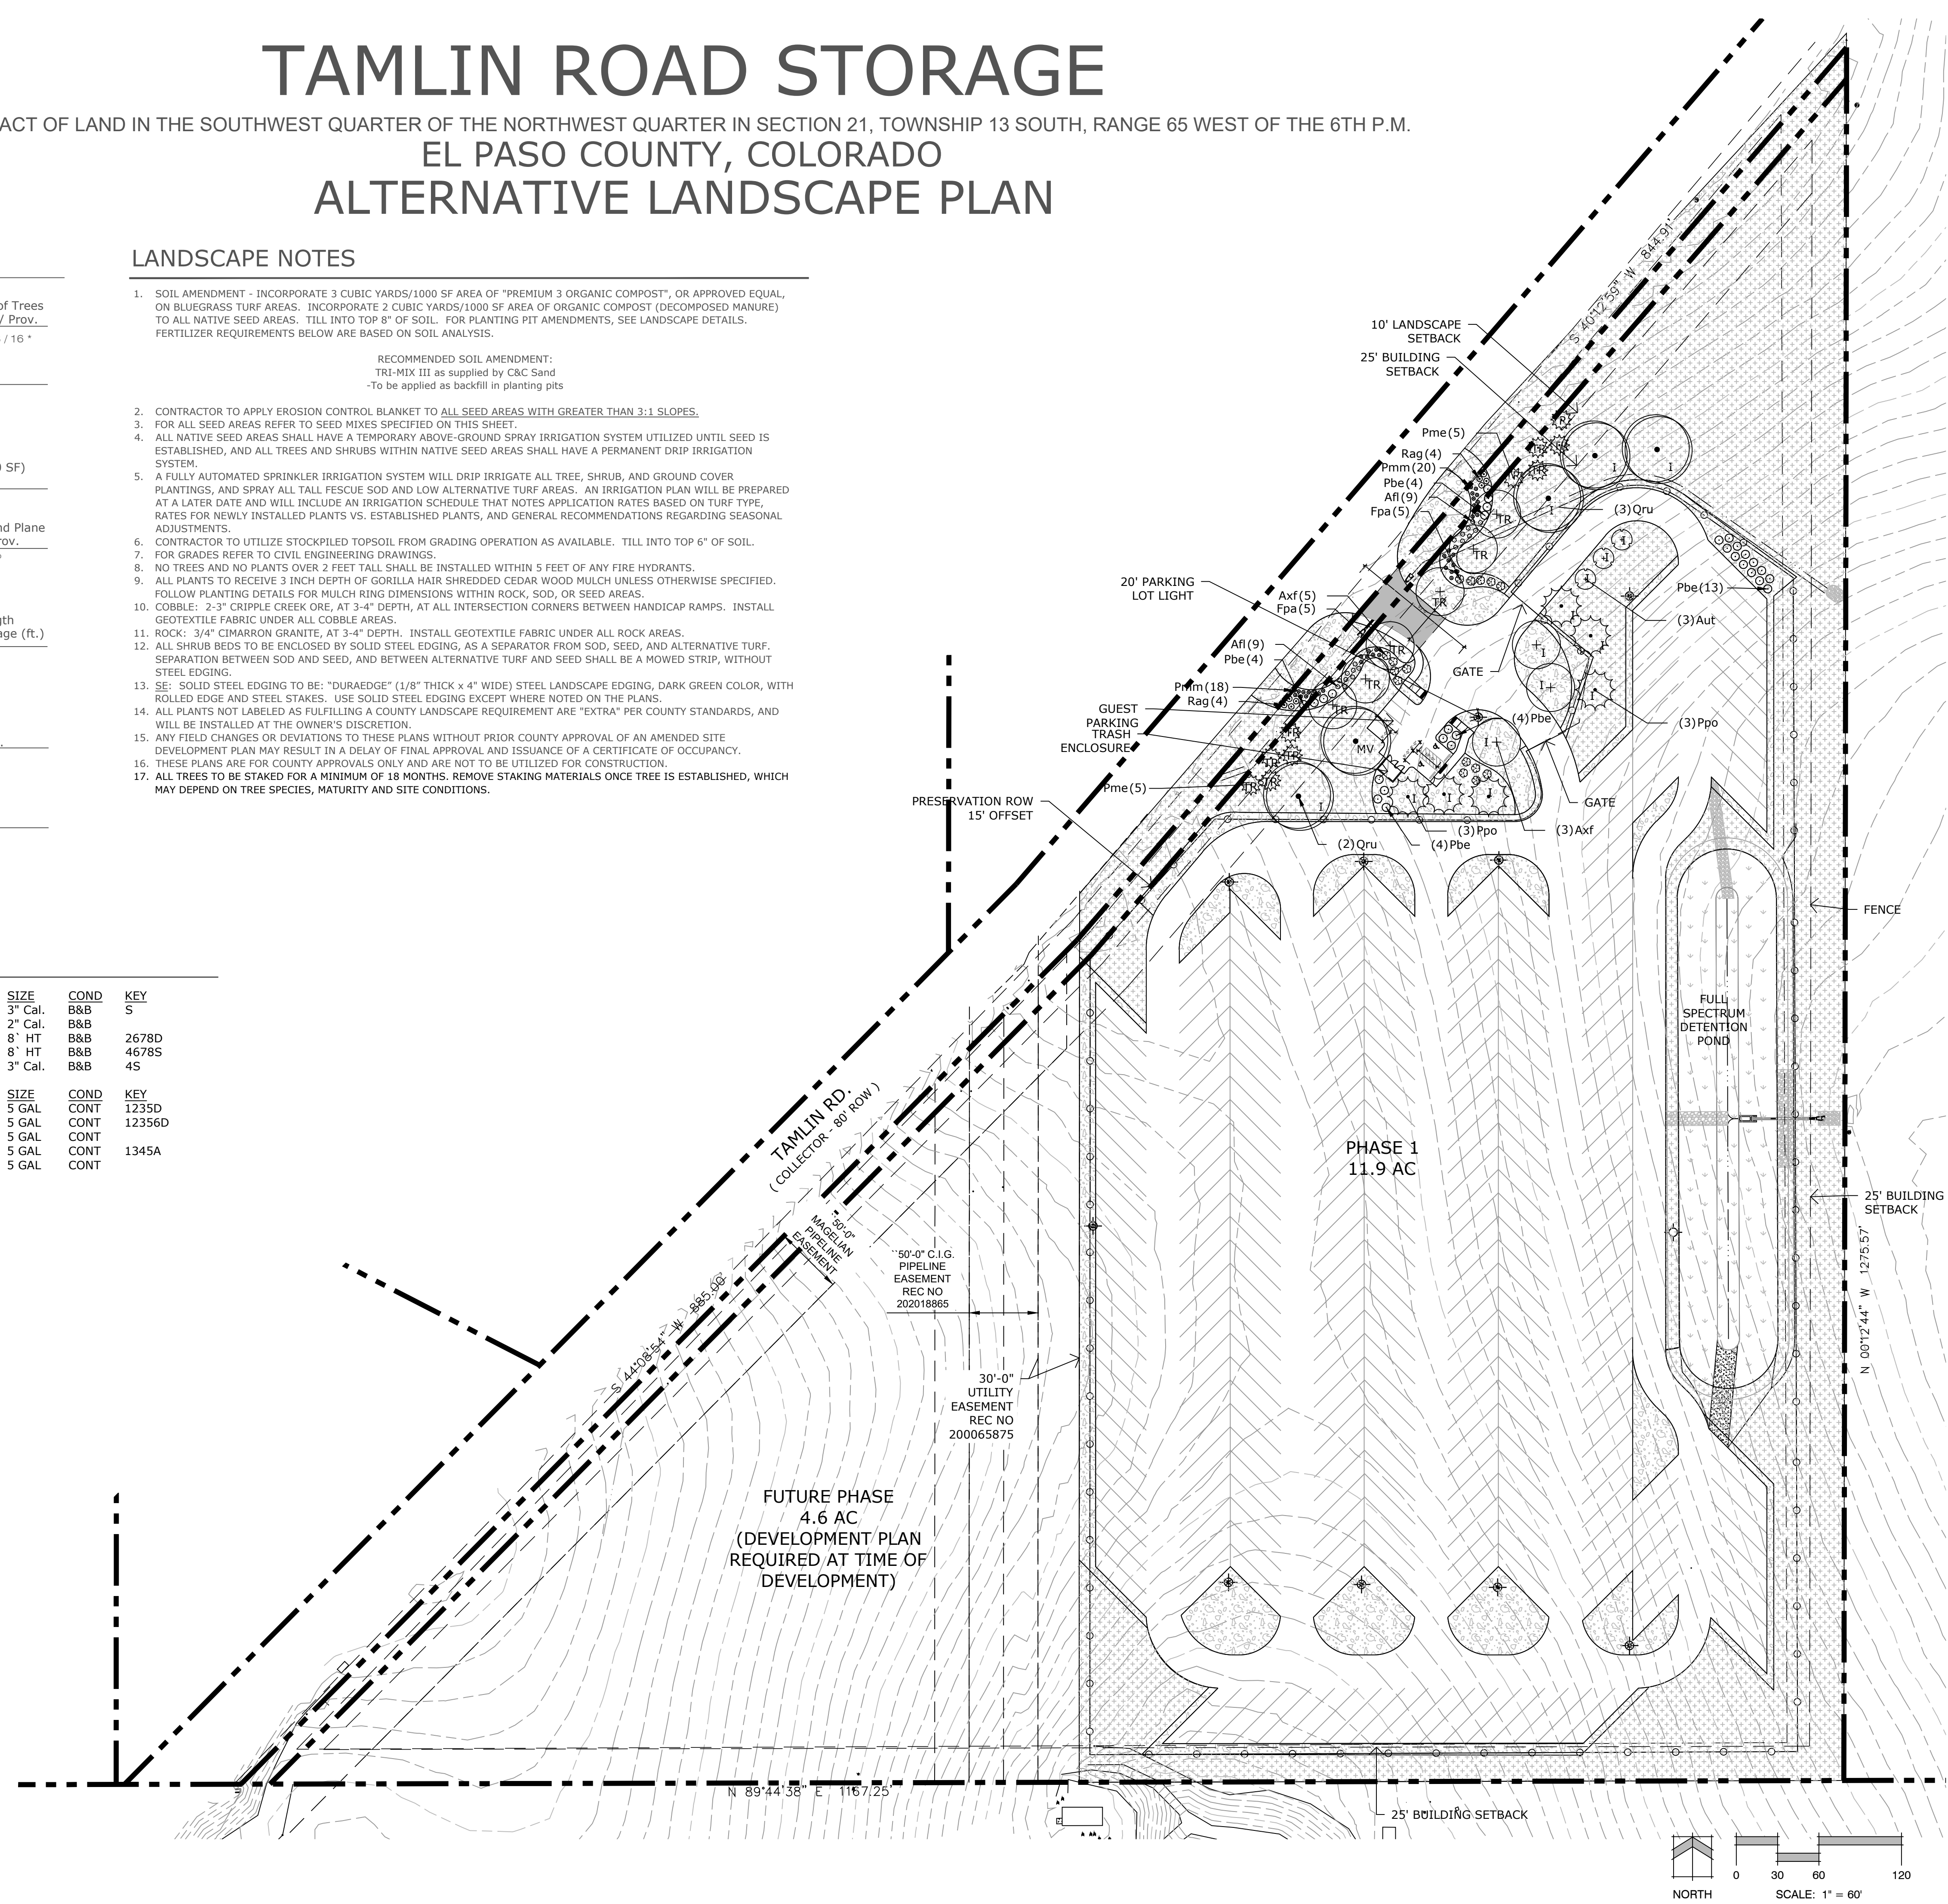 TAMLIN ROAD STORAGE
ACT OF LAND IN THE SOUTHWEST QUARTER OF THE NORTHWEST QUARTER IN SECTION 21, TOWNSHIP 13 SOUTH, RANGE 65 WEST OF THE 6TH P.M.
EL PASO COUNTY, COLORADO
ALTERNATIVE LANDSCAPE PLAN
LANDSCAPE NOTES
1. SOIL AMENDMENT - INCORPORATE 3 CUBIC YARDS/1000 SF AREA OF "PREMIUM 3 ORGANIC COMPOST", OR APPROVED EQUAL,
ON BLUEGRASS TURF AREAS. INCORPORATE 2 CUBIC YARDS/1000 SF AREA OF ORGANIC COMPOST (DECOMPOSED MANURE)
TO ALL NATIVE SEED AREAS. TILL INTO TOP 8" OF SOIL. FOR PLANTING PIT AMENDMENTS, SEE LANDSCAPE DETAILS.
FERTILIZER REQUIREMENTS BELOW ARE BASED ON SOIL ANALYSIS.
RECOMMENDED SOIL AMENDMENT:
TRI-MIX III as supplied by C&C Sand
-To be applied as backfill in planting pits
2. CONTRACTOR TO APPLY EROSION CONTROL BLANKET TO ALL SEED AREAS WITH GREATER THAN 3:1 SLOPES.
3. FOR ALL SEED AREAS REFER TO SEED MIXES SPECIFIED ON THIS SHEET.
4. ALL NATIVE SEED AREAS SHALL HAVE A TEMPORARY ABOVE-GROUND SPRAY IRRIGATION SYSTEM UTILIZED UNTIL SEED IS
ESTABLISHED, AND ALL TREES AND SHRUBS WITHIN NATIVE SEED AREAS SHALL HAVE A PERMANENT DRIP IRRIGATION
SYSTEM.
5. A FULLY AUTOMATED SPRINKLER IRRIGATION SYSTEM WILL DRIP IRRIGATE ALL TREE, SHRUB, AND GROUND COVER
PLANTINGS, AND SPRAY ALL TALL FESCUE SOD AND LOW ALTERNATIVE TURF AREAS. AN IRRIGATION PLAN WILL BE PREPARED
AT A LATER DATE AND WILL INCLUDE AN IRRIGATION SCHEDULE THAT NOTES APPLICATION RATES BASED ON TURF TYPE,
RATES FOR NEWLY INSTALLED PLANTS VS. ESTABLISHED PLANTS, AND GENERAL RECOMMENDATIONS REGARDING SEASONAL
ADJUSTMENTS.
6. CONTRACTOR TO UTILIZE STOCKPILED TOPSOIL FROM GRADING OPERATION AS AVAILABLE. TILL INTO TOP 6" OF SOIL.
7. FOR GRADES REFER TO CIVIL ENGINEERING DRAWINGS.
8. NO TREES AND NO PLANTS OVER 2 FEET TALL SHALL BE INSTALLED WITHIN 5 FEET OF ANY FIRE HYDRANTS.
9. ALL PLANTS TO RECEIVE 3 INCH DEPTH OF GORILLA HAIR SHREDDED CEDAR WOOD MULCH UNLESS OTHERWISE SPECIFIED.
FOLLOW PLANTING DETAILS FOR MULCH RING DIMENSIONS WITHIN ROCK, SOD, OR SEED AREAS.
10. COBBLE: 2-3" CRIPPLE CREEK ORE, AT 3-4" DEPTH, AT ALL INTERSECTION CORNERS BETWEEN HANDICAP RAMPS. INSTALL
GEOTEXTILE FABRIC UNDER ALL COBBLE AREAS.
11. ROCK: 3/4" CIMARRON GRANITE, AT 3-4" DEPTH. INSTALL GEOTEXTILE FABRIC UNDER ALL ROCK AREAS.
12. ALL SHRUB BEDS TO BE ENCLOSED BY SOLID STEEL EDGING, AS A SEPARATOR FROM SOD, SEED, AND ALTERNATIVE TURF.
SEPARATION BETWEEN SOD AND SEED, AND BETWEEN ALTERNATIVE TURF AND SEED SHALL BE A MOWED STRIP, WITHOUT
STEEL EDGING.
13. SE: SOLID STEEL EDGING TO BE: "DURAEDGE" (1/8" THICK x 4" WIDE) STEEL LANDSCAPE EDGING, DARK GREEN COLOR, WITH
ROLLED EDGE AND STEEL STAKES. USE SOLID STEEL EDGING EXCEPT WHERE NOTED ON THE PLANS.
14. ALL PLANTS NOT LABELED AS FULFILLING A COUNTY LANDSCAPE REQUIREMENT ARE "EXTRA" PER COUNTY STANDARDS, AND
WILL BE INSTALLED AT THE OWNER'S DISCRETION.
15. ANY FIELD CHANGES OR DEVIATIONS TO THESE PLANS WITHOUT PRIOR COUNTY APPROVAL OF AN AMENDED SITE
DEVELOPMENT PLAN MAY RESULT IN A DELAY OF FINAL APPROVAL AND ISSUANCE OF A CERTIFICATE OF OCCUPANCY.
16. THESE PLANS ARE FOR COUNTY APPROVALS ONLY AND ARE NOT TO BE UTILIZED FOR CONSTRUCTION.
17. ALL TREES TO BE STAKED FOR A MINIMUM OF 18 MONTHS. REMOVE STAKING MATERIALS ONCE TREE IS ESTABLISHED, WHICH
MAY DEPEND ON TREE SPECIES, MATURITY AND SITE CONDITIONS.
of Trees
/ Prov.
/ 16 *
SF)
nd Plane
rov.
gth
age (ft.)
SIZE COND KEY
3" Cal. B&B S
2" Cal. B&B
8` HT B&B 2678D
8` HT B&B 4678S
3" Cal. B&B 4S
SIZE COND KEY
5 GAL CONT 1235D
5 GAL CONT 12356D
5 GAL CONT
5 GAL CONT 1345A
5 GAL CONT
S 40°12'59" W 844.91'
10' LANDSCAPE
SETBACK
25' BUILDING
SETBACK
Pme(5)
Rag(4)
Pmm(20)
Pbe(4)
Afl(9)
Fpa(5)
(3)Qru
20' PARKING
LOT LIGHT
Axf(5)
Fpa(5)
Pbe(13)
(3)Aut
Afl(9)
Pbe(4)
GATE
Pmm(18)
Rag(4)
GUEST
PARKING
TRASH
ENCLOSURE
(4)Pbe
(3)Ppo
MV
Pme(5)
GATE
PRESERVATION ROW
15' OFFSET
(3)Ppo
(3)Axf
(2)Qru
(4)Pbe
FENCE
FULL
SPECTRUM
DETENTION
POND
TAMLIN RD.
( COLLECTOR - 80' ROW )
PHASE 1
11.9 AC
25' BUILDING
SETBACK
N 00°12'44" W 1275.57'
50'-0"
MAGELIAN
PIPELINE
EASEMENT
50'-0" C.I.G.
PIPELINE
EASEMENT
REC NO
202018865
S 44°08'54" W 885.00'
30'-0"
UTILITY
EASEMENT
REC NO
200065875
FUTURE PHASE
4.6 AC
(DEVELOPMENT PLAN
REQUIRED AT TIME OF
DEVELOPMENT)
N 89°44'38" E 1167.25'
25' BUILDING SETBACK
0 30 60 120
NORTH SCALE: 1" = 60'